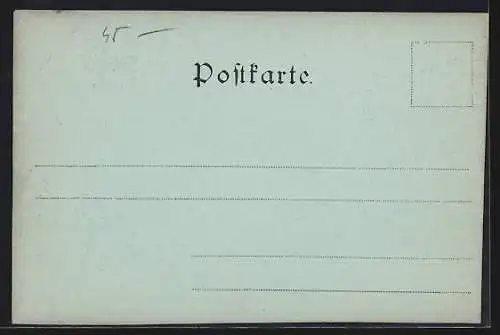 45 —
Postkarte.